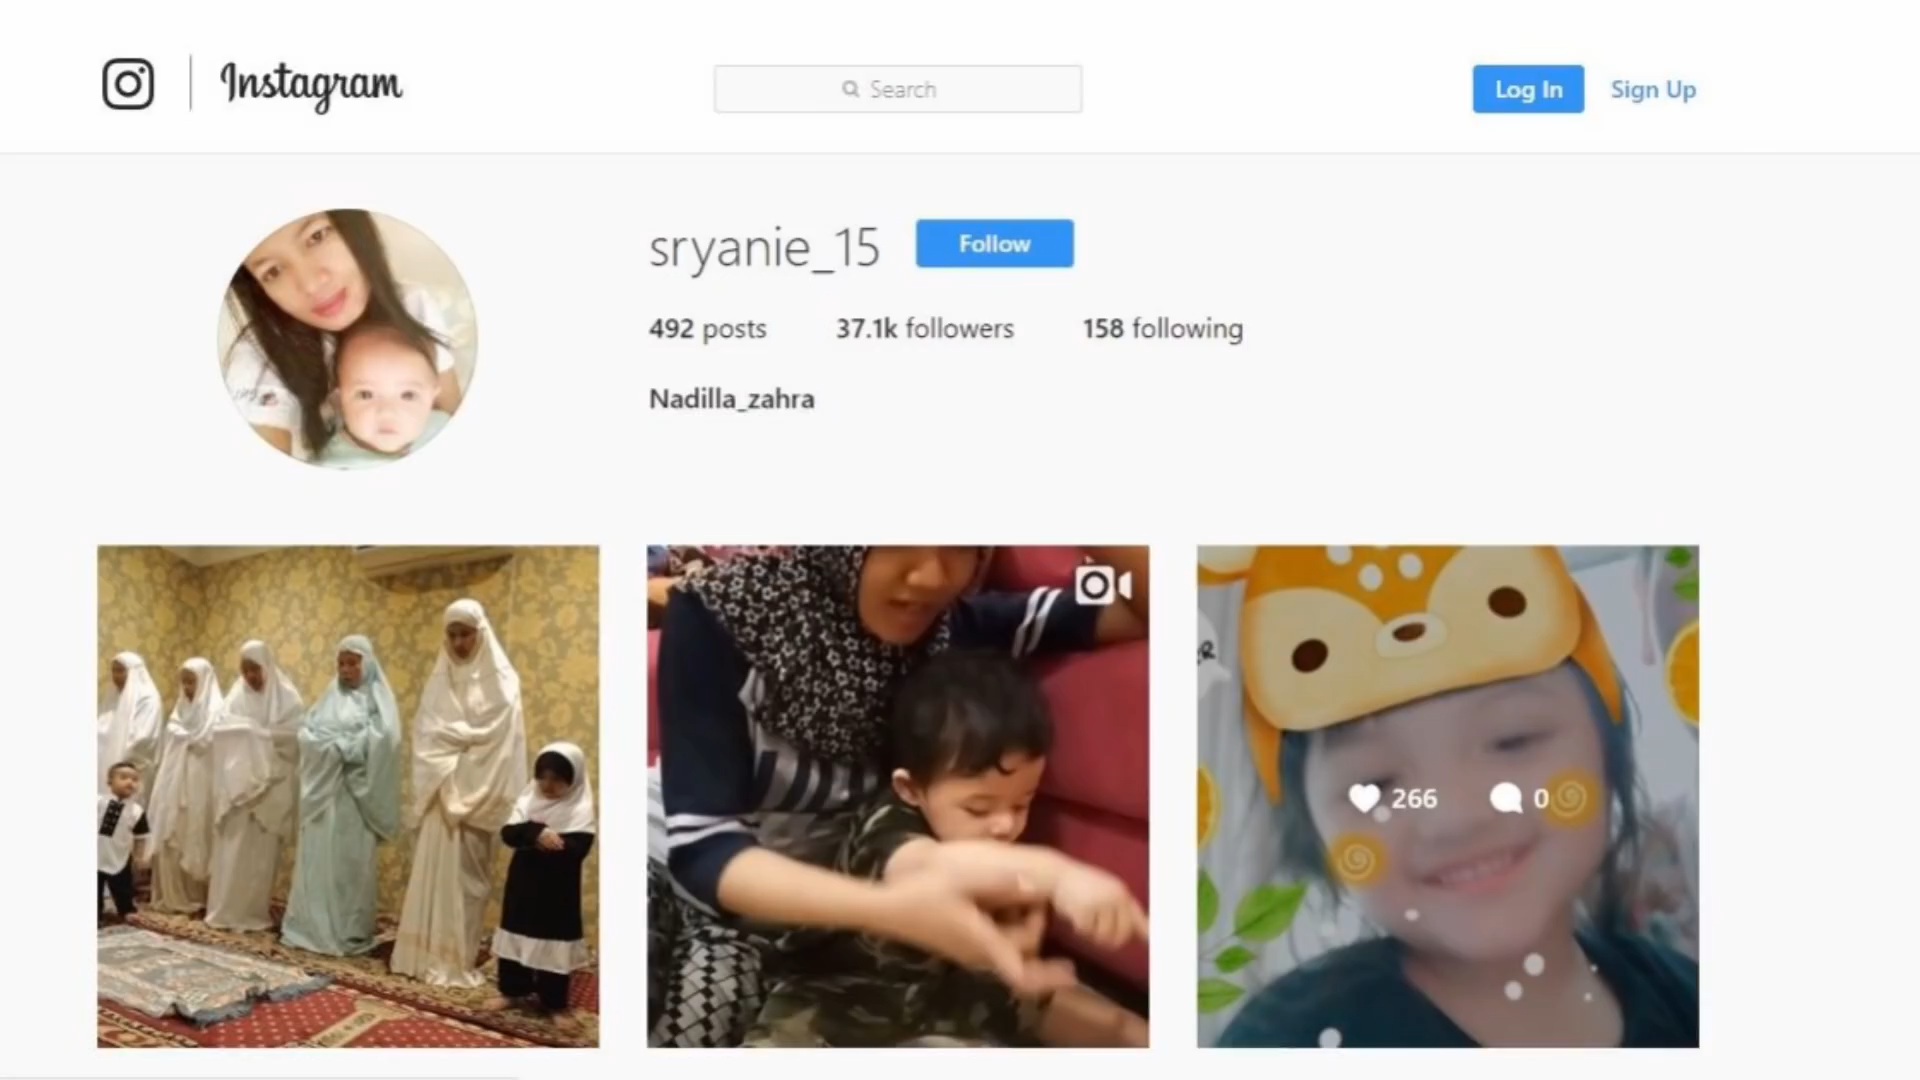 Instagram
Search
Log In
Sign Up
sryanie_15
Follow
492 posts
37.1k followers
158 following
Nadilla_zahra
266
0